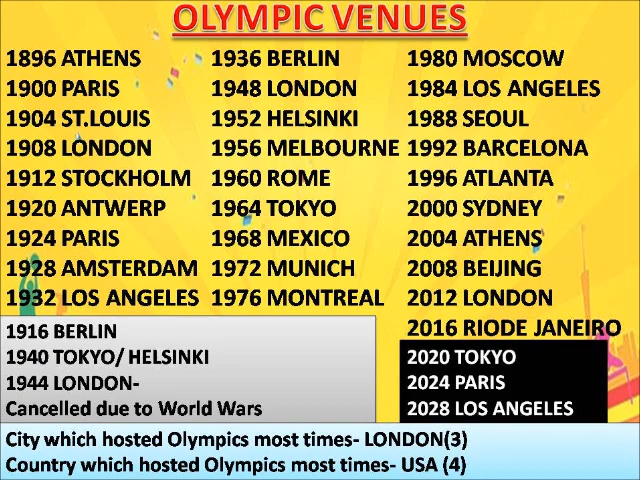 OLYMPIC VENUES
1896 ATHENS
1900 PARIS
1904 ST.LOUIS
1908 LONDON
1912 STOCKHOLM
1920 ANTWERP
1924 PARIS
1928 AMSTERDAM
1932 LOS ANGELES
1936 BERLIN
1948 LONDON
1952 HELSINKI
1956 MELBOURNE
1960 ROME
1964 TOKYO
1968 MEXICO
1972 MUNICH
1976 MONTREAL
1980 MOSCOW
1984 LOS ANGELES
1988 SEOUL
1992 BARCELONA
1996 ATLANTA
2000 SYDNEY
2004 ATHENS
2008 BEIJING
2012 LONDON
2016 RIODE JANEIRO
1916 BERLIN
1940 TOKYO/ HELSINKI
1944 LONDON-
Cancelled due to World Wars
2020 TOKYO
2024 PARIS
2028 LOS ANGELES
City which hosted Olympics most times- LONDON(3)
Country which hosted Olympics most times- USA (4)